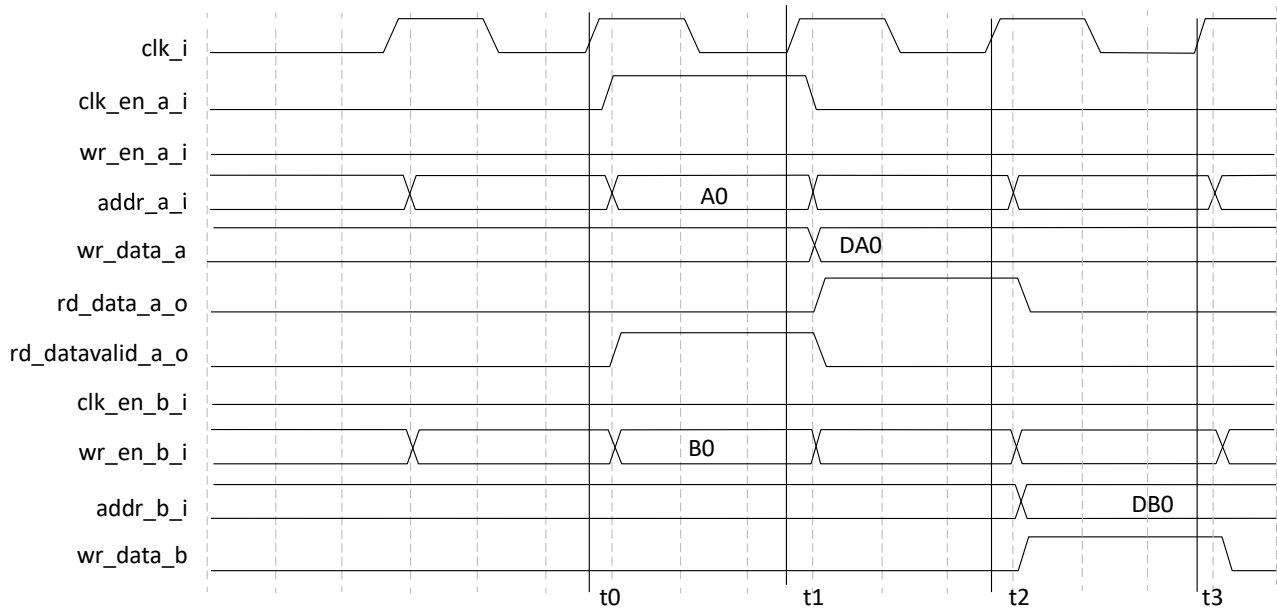 clk_i
clk_en_a_i
wr_en_a_i
addr_a_i
A0
wr_data_a
DA0
rd_data_a_o
rd_datavalid_a_o
clk_en_b_i
wr_en_b_i
B0
addr_b_i
DB0
wr_data_b
t0
t1
t2
t3